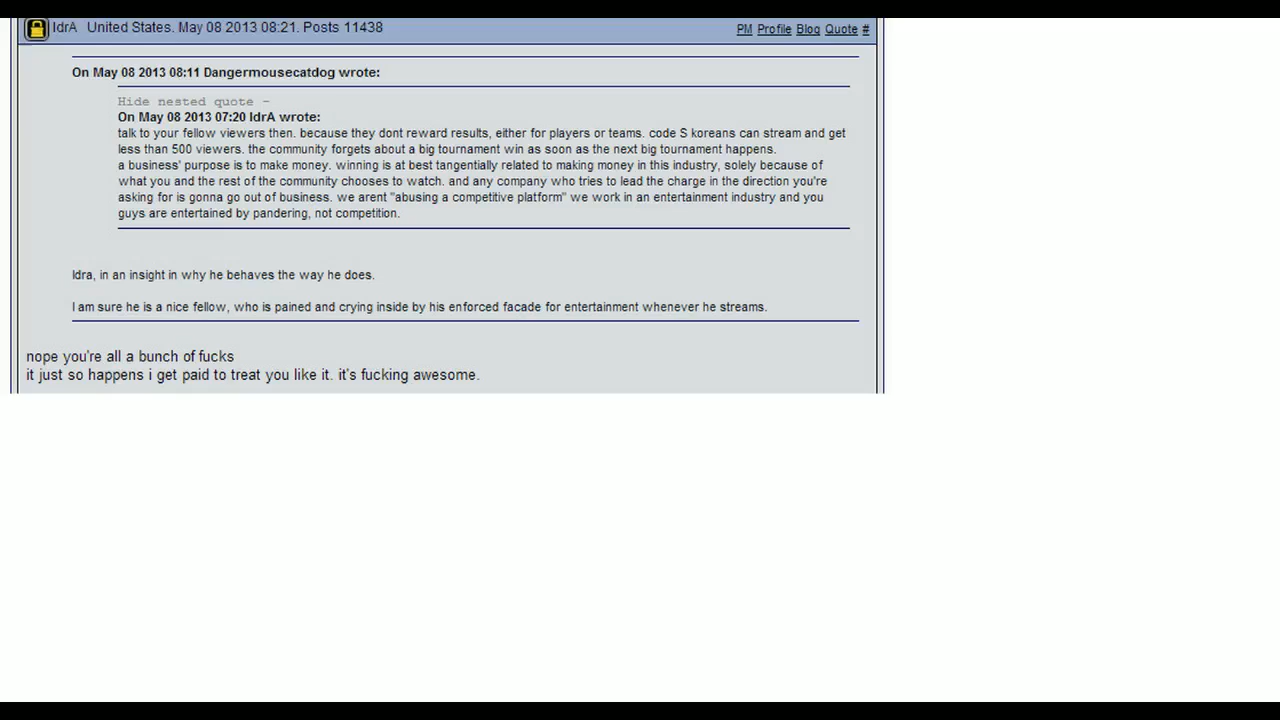 IdrA United States. May 08 2013 08:21. Posts 11438
PM Profile Blog Quote #
On May 08 2013 08:11 Dangermousecatdog wrote:
Hide nested quote -
On May 08 2013 07:20 IdrA wrote:
talk to your fellow viewers then. because they dont reward results, either for players or teams. code S koreans can stream and get
less than 500 viewers. the community forgets about a big tournament win as soon as the next big tournament happens.
a business' purpose is to make money. winning is at best tangentially related to making money in this industry, solely because of
what you and the rest of the community chooses to watch. and any company who tries to lead the charge in the direction you're
asking for is gonna go out of business. we arent "abusing a competitive platform" we work in an entertainment industry and you
guys are entertained by pandering, not competition.
Idra, in an insight in why he behaves the way he does.
I am sure he is a nice fellow, who is pained and crying inside by his enforced facade for entertainment whenever he streams.
nope you're all a bunch of fucks
it just so happens i get paid to treat you like it. it's fucking awesome.